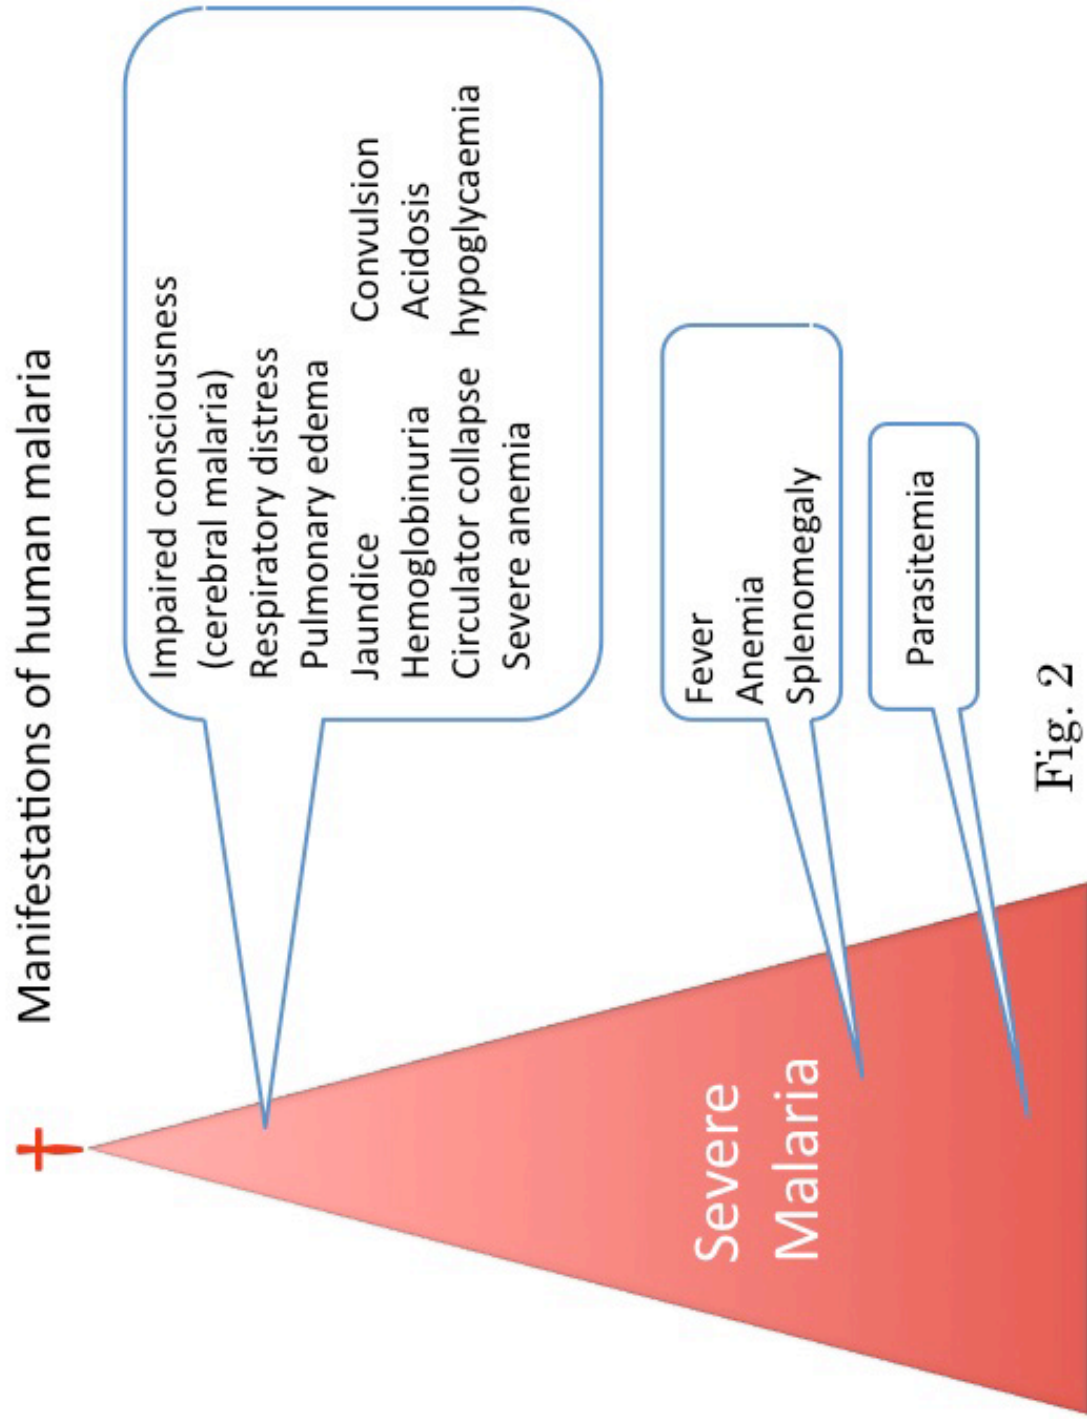 Manifestations of human malaria
Impaired consciousness
(cerebral malaria)
Respiratory distress
Pulmonary edema
Jaundice Convulsion
Hemoglobinuria Acidosis
Circulator collapse hypoglycaemia
Severe anemia
Fever
Anemia
Splenomegaly
Parasitemia
Severe
Malaria
Fig. 2